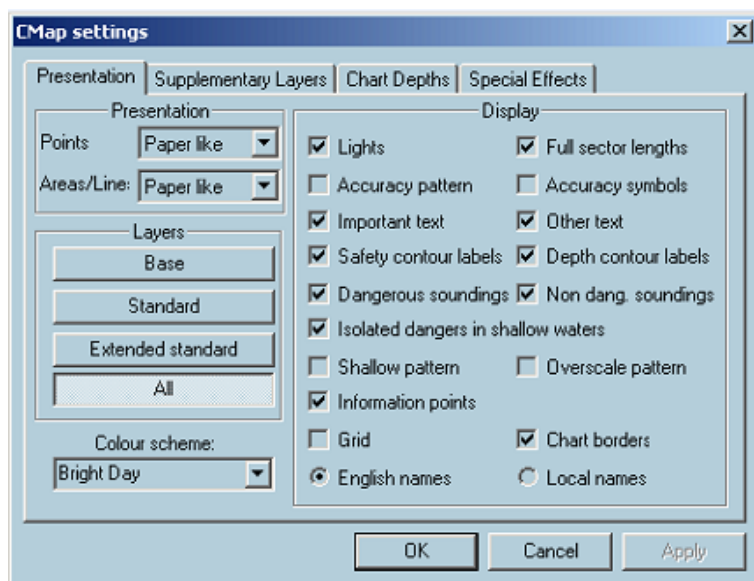 CMap settings
Presentation Supplementary Layers Chart Depths Special Effects
Presentation
Points Paper like
Areas/Line: Paper like
Layers
Base
Standard
Extended standard
All
Colour scheme:
Bright Day
Display
Lights Full sector lengths
Accuracy pattern Accuracy symbols
Important text Other text
Safety contour labels Depth contour labels
Dangerous soundings Non dang. soundings
Isolated dangers in shallow waters
Shallow pattern Overscale pattern
Information points
Grid Chart borders
English names Local names
OK Cancel Apply